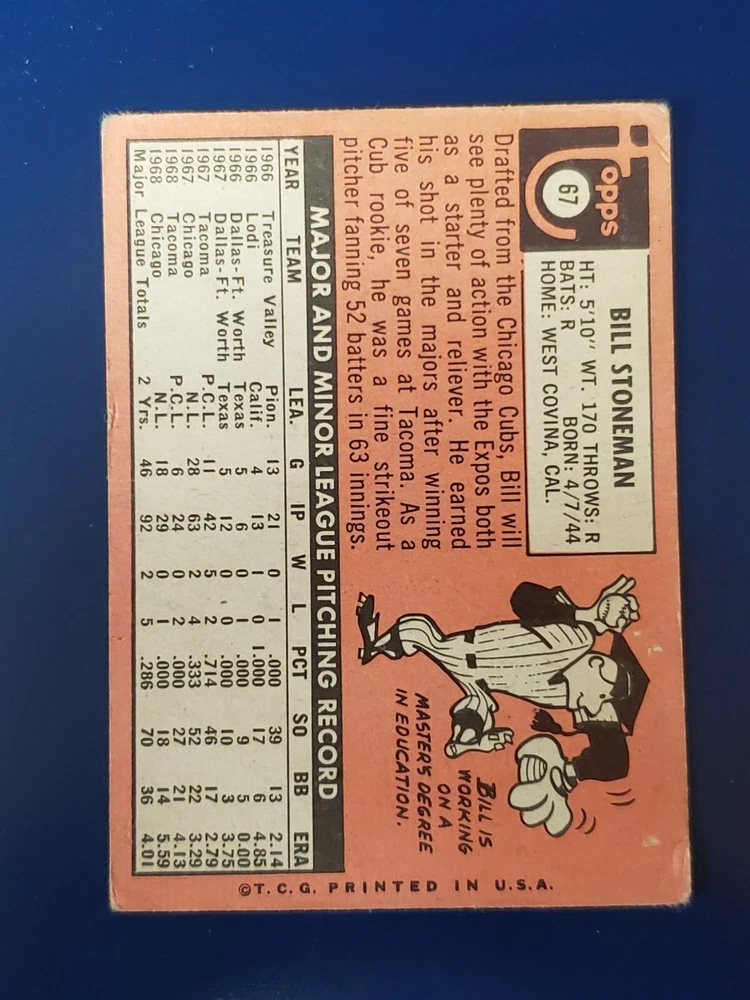 Topps
67
BILL STONEMAN
HT: 5'10" WT. 170 THROWS: R
BATS: R BORN: 4/7/44
HOME: WEST COVINA, CAL.
Drafted from the Chicago Cubs, Bill will
see plenty of action with the Expos both
as a starter and reliever. He earned
his shot in the majors after winning
five of seven games at Tacoma. As a
Cub rookie, he was a fine strikeout
pitcher fanning 52 batters in 63 innings.
BILL IS
WORKING
ON A
MASTER'S DEGREE
IN EDUCATION.
MAJOR AND MINOR LEAGUE PITCHING RECORD
YEAR TEAM LEA. G IP W L PCT SO BB ERA
1966 Treasure Valley Pion. 13 21 0 1 .000 39 13 2.14
1966 Lodi Calif 4 13 1 0 1.000 17 6 4.85
1966 Dallas-Ft. Worth Texas 5 6 0 1 .000 9 5 0.00
1967 Dallas-Ft. Worth Texas 5 12 0 0 .000 10 3 3.75
1967 Tacoma P.C.L. 11 42 5 2 .714 46 17 2.79
1967 Chicago N.L. 28 63 2 4 .333 52 22 3.29
1968 Tacoma P.C.L. 6 24 0 2 .000 27 21 4.13
1968 Chicago N.L. 18 29 0 1 .000 18 14 5.59
Major League Totals 2 Yrs. 46 92 2 5 .286 70 36 4.01
©T.C.G. PRINTED IN U.S.A.